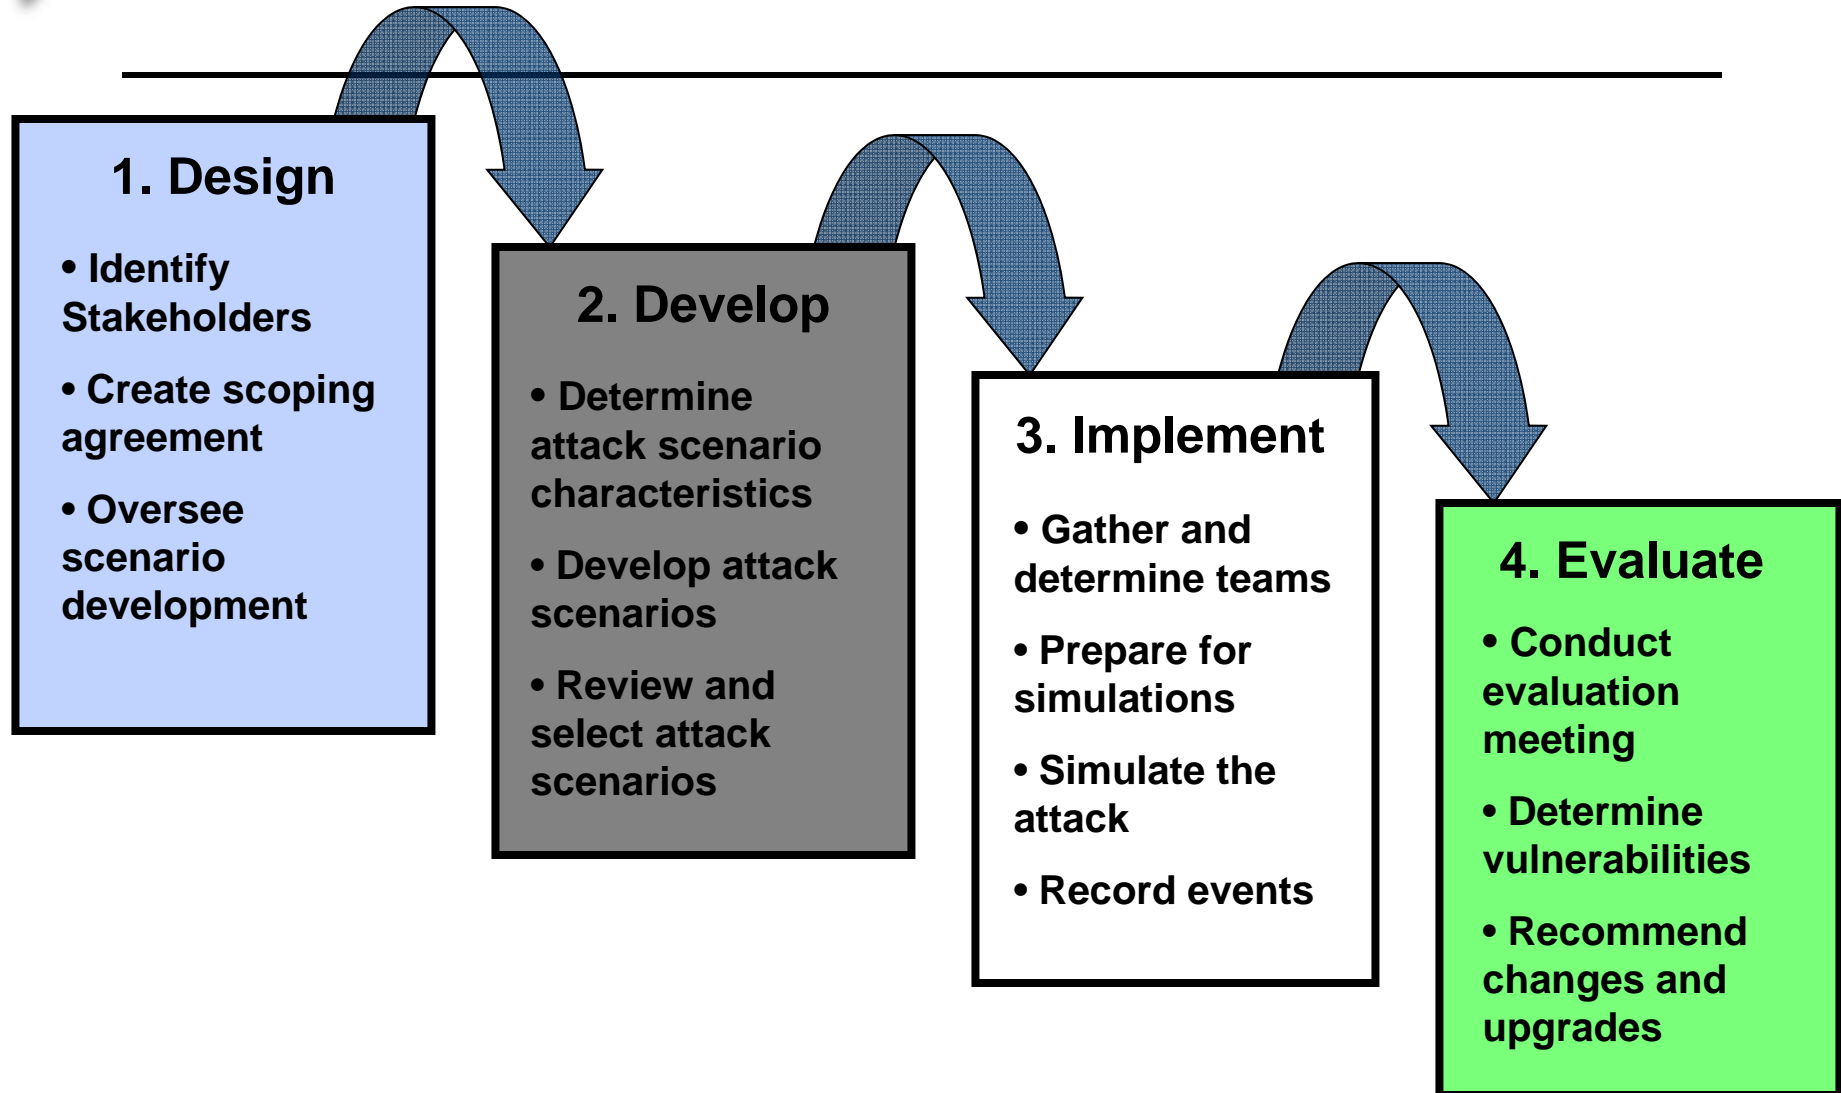 1. Design
• Identify
Stakeholders
• Create scoping
agreement
• Oversee
scenario
development
2. Develop
• Determine
attack scenario
characteristics
• Develop attack
scenarios
• Review and
select attack
scenarios
3. Implement
• Gather and
determine teams
• Prepare for
simulations
• Simulate the
attack
• Record events
4. Evaluate
• Conduct
evaluation
meeting
• Determine
vulnerabilities
• Recommend
changes and
upgrades